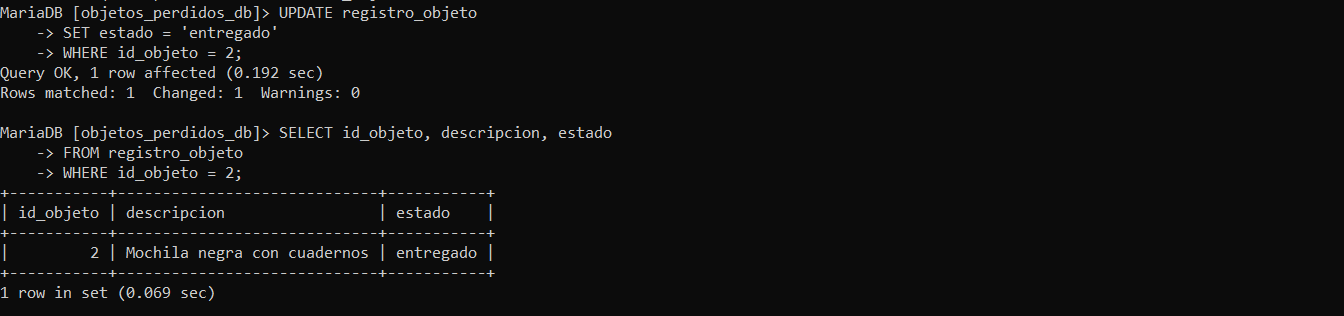 MariaDB [objetos_perdidos_db]> UPDATE registro_objeto
    -> SET estado = 'entregado'
    -> WHERE id_objeto = 2;
Query OK, 1 row affected (0.192 sec)
Rows matched: 1  Changed: 1  Warnings: 0

MariaDB [objetos_perdidos_db]> SELECT id_objeto, descripcion, estado
    -> FROM registro_objeto
    -> WHERE id_objeto = 2;
+-----------+-----------------------------+-----------+
| id_objeto | descripcion                 | estado    |
+-----------+-----------------------------+-----------+
|         2 | Mochila negra con cuadernos | entregado |
+-----------+-----------------------------+-----------+
1 row in set (0.069 sec)